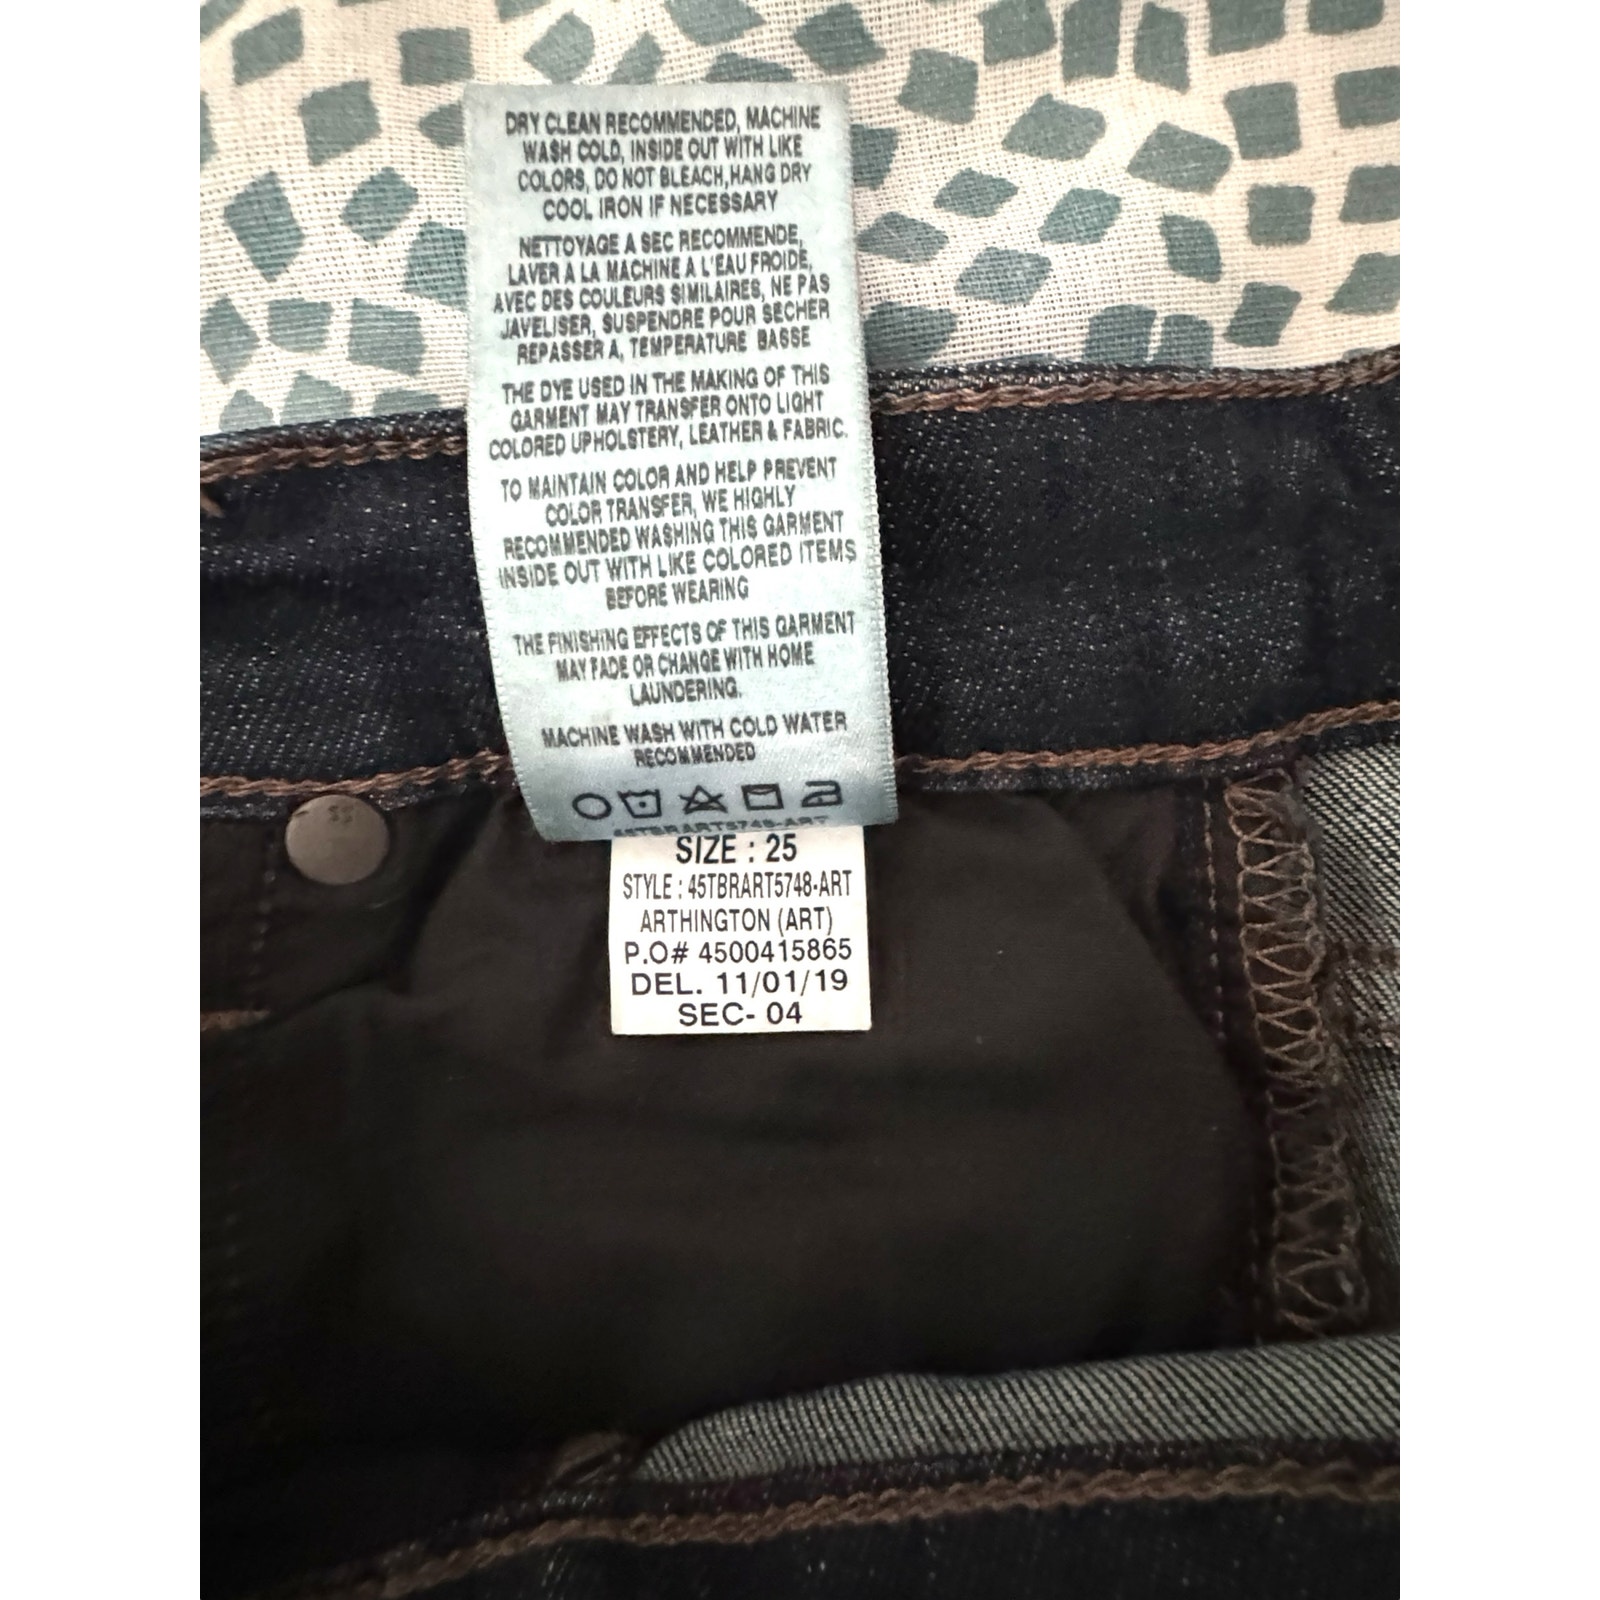 DRY CLEAN RECOMMENDED, MACHINE
WASH COLD, INSIDE OUT WITH LIKE
COLORS, DO NOT BLEACH,HANG DRY
COOL IRON IF NECESSARY
NETTOYAGE A SEC RECOMMENDE,
LAVER A LA MACHINE A L'EAU FROIDE,
AVEC DES COULEURS SIMILAIRES, NE PAS
JAVELISER, SUSPENDRE POUR SECHER
REPASSER A, TEMPERATURE BASSE
THE DYE USED IN THE MAKING OF THIS
GARMENT MAY TRANSFER ONTO LIGHT
COLORED UPHOLSTERY, LEATHER & FABRIC.
TO MAINTAIN COLOR AND HELP PREVENT
COLOR TRANSFER, WE HIGHLY
RECOMMENDED WASHING THIS GARMENT
INSIDE OUT WITH LIKE COLORED ITEMS
BEFORE WEARING
THE FINISHING EFFECTS OF THIS GARMENT
MAY FADE OR CHANGE WITH HOME
LAUNDERING.
MACHINE WASH WITH COLD WATER
RECOMMENDED
45TBRART5748-ART
SIZE : 25
STYLE : 45TBRART5748-ART
ARTHINGTON (ART)
P.O# 4500415865
DEL. 11/01/19
SEC- 04